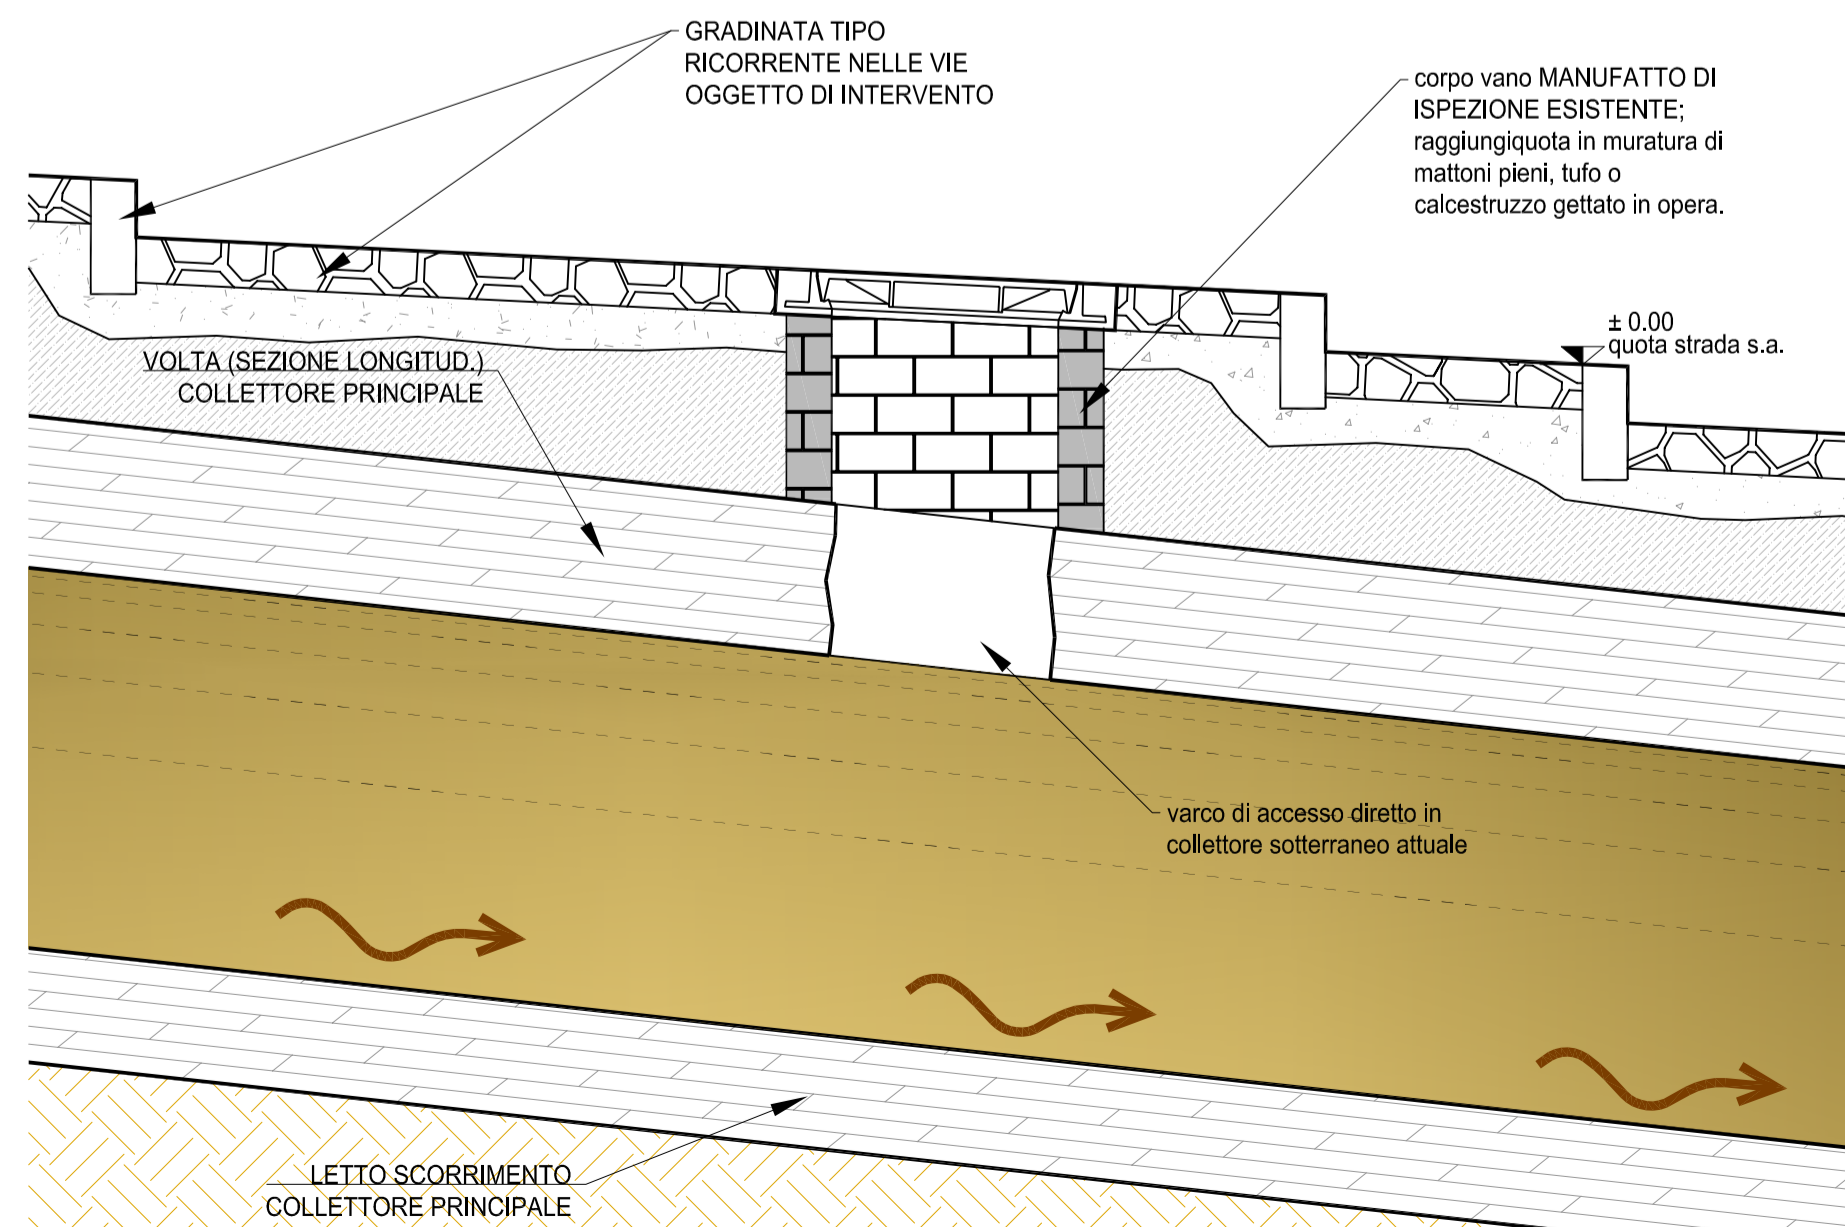 GRADINATA TIPO
RICORRENTE NELLE VIE
OGGETTO DI INTERVENTO
corpo vano MANUFATTO DI
ISPEZIONE ESISTENTE;
raggiungiquota in muratura di
mattoni pieni, tufo o
calcestruzzo gettato in opera.
± 0.00
quota strada s.a.
VOLTA (SEZIONE LONGITUD.)
COLLETTORE PRINCIPALE
varco di accesso diretto in
collettore sotterraneo attuale
LETTO SCORRIMENTO
COLLETTORE PRINCIPALE